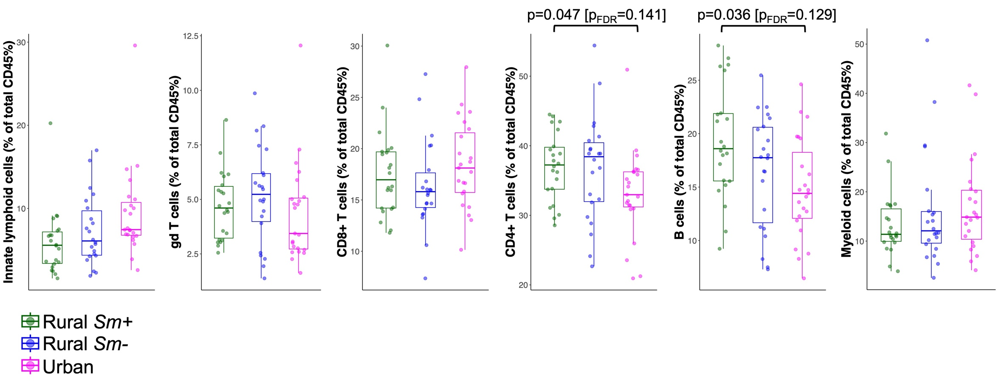 p=0.047 [pFDR=0.141]
p=0.036 [pFDR=0.129]
Innate lymphoid cells (% of total CD45%)
30
20
10
gd T cells (% of total CD45%)
12.5
10.0
7.5
5.0
2.5
CD8+ T cells (% of total CD45%)
30
25
20
15
10
CD4+ T cells (% of total CD45%)
50
40
30
20
B cells (% of total CD45%)
25
20
15
10
Myeloid cells (% of total CD45%)
50
40
30
20
10
Rural Sm+
Rural Sm-
Urban